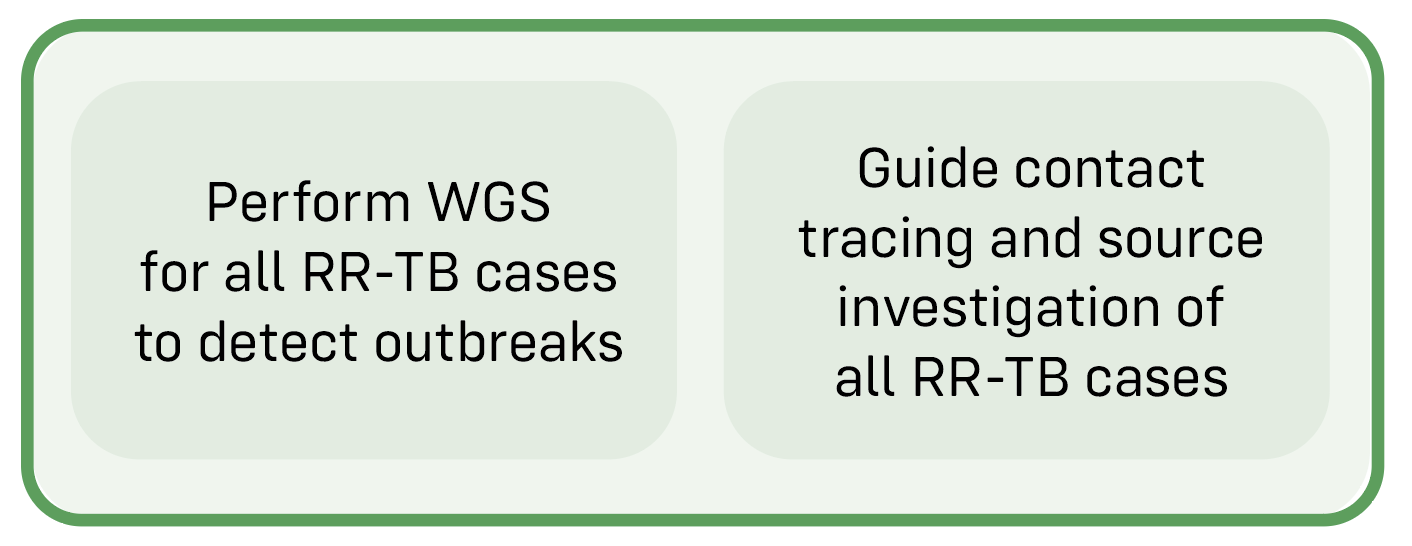 Perform WGS
for all RR-TB cases
to detect outbreaks
Guide contact
tracing and source
investigation of
all RR-TB cases